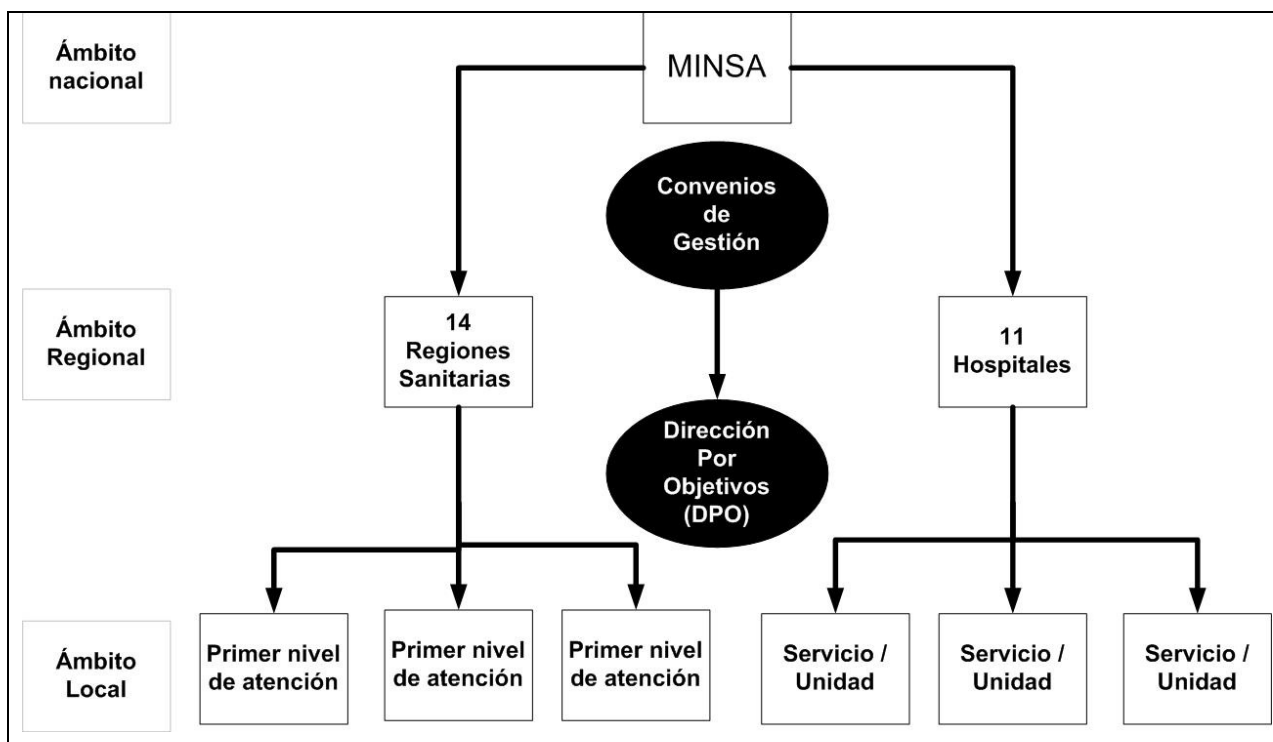 Ámbito
nacional
MINSA
Convenios
de
Gestión
Ámbito
Regional
14
Regiones
Sanitarias
11
Hospitales
Dirección
Por
Objetivos
(DPO)
Ámbito
Local
Primer nivel
de atención
Primer nivel
de atención
Primer nivel
de atención
Servicio /
Unidad
Servicio /
Unidad
Servicio /
Unidad